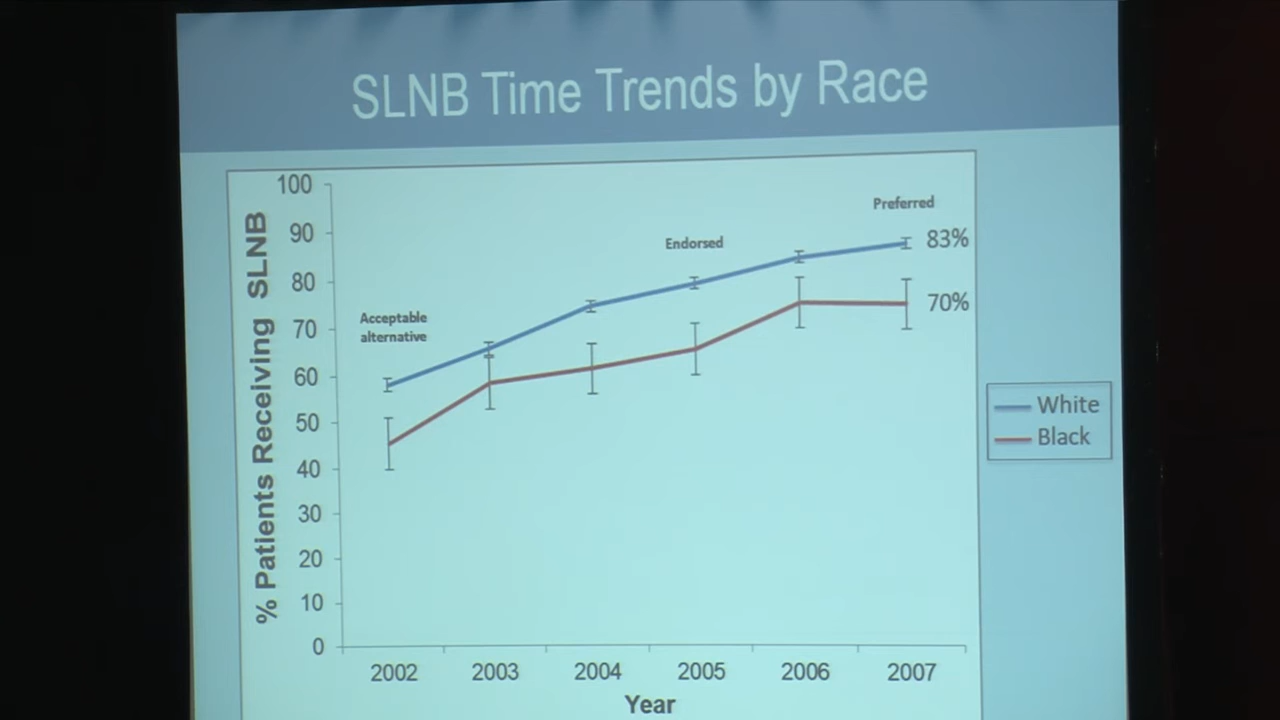 SLNB Time Trends by Race
% Patients Receiving SLNB
100
90
80
70
60
50
40
30
20
10
0
Acceptable
alternative
Endorsed
Preferred
83%
70%
White
Black
2002 2003 2004 2005 2006 2007
Year